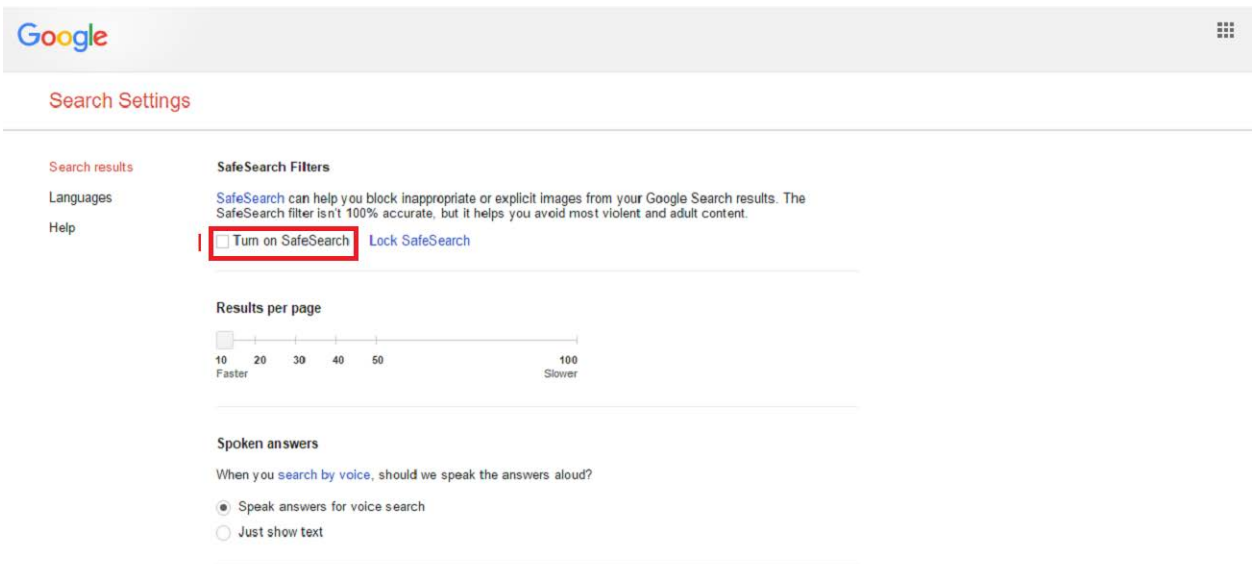 Google
Search Settings
Search results
Languages
Help
SafeSearch Filters
SafeSearch can help you block inappropriate or explicit images from your Google Search results. The
SafeSearch filter isn't 100% accurate, but it helps you avoid most violent and adult content.
Turn on SafeSearch Lock SafeSearch
Results per page
10 20 30 40 50 100
Faster Slower
Spoken answers
When you search by voice, should we speak the answers aloud?
Speak answers for voice search
Just show text